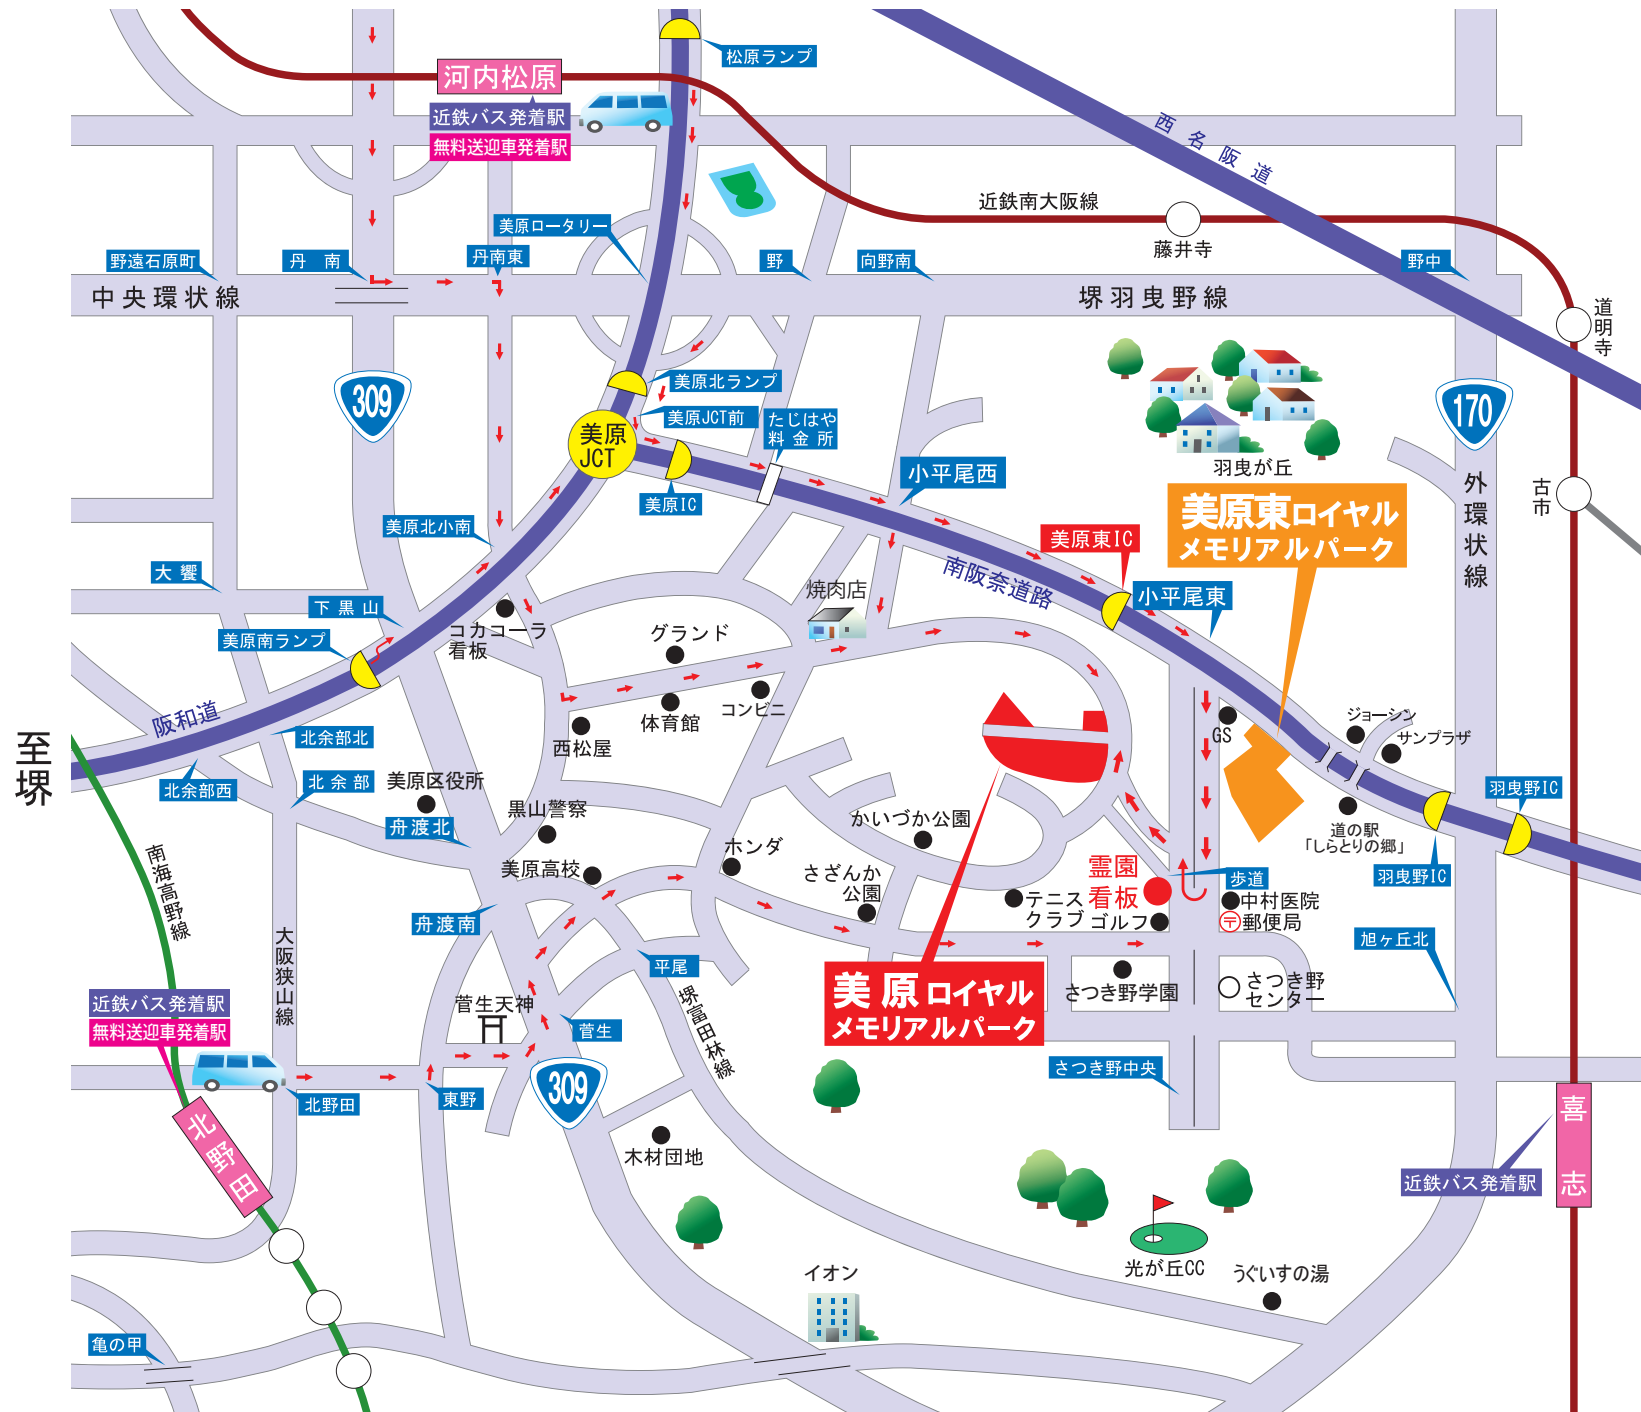 松原ランプ
河内松原
近鉄バス発着駅
無料送迎車発着駅
西名阪道
近鉄南大阪線
藤井寺
美原ロータリー
野遠石原町
丹南
丹南東
野
向野南
野中
中央環状線
堺羽曳野線
道明寺
309
美原北ランプ
美原JCT前
たじはや
料金所
美原
JCT
170
羽曳が丘
小平尾西
外環状線
古市
美原IC
美原東ロイヤル
メモリアルパーク
美原北小南
美原東IC
大饗
南阪奈道路
下黒山
焼肉店
小平尾東
美原南ランプ
コカコーラ
看板
グランド
阪和道
体育館
コンビニ
西松屋
GS
ジョーシン
サンプラザ
至堺
北余部北
北余部西
北余部
美原区役所
黒山警察
舟渡北
羽曳野IC
かいづか公園
道の駅
「しらとりの郷」
南海高野線
美原高校
ホンダ
さざんか
公園
霊園
看板
歩道
羽曳野IC
テニス
クラブ
ゴルフ
中村医院
〒郵便局
舟渡南
大阪狭山線
平尾
旭ヶ丘北
美原ロイヤル
メモリアルパーク
さつき野学園
さつき野
センター
近鉄バス発着駅
無料送迎車発着駅
菅生天神
菅生
堺富田林線
さつき野中央
309
北野田
東野
北野田
木材団地
喜志
近鉄バス発着駅
光が丘CC
うぐいすの湯
イオン
亀の甲